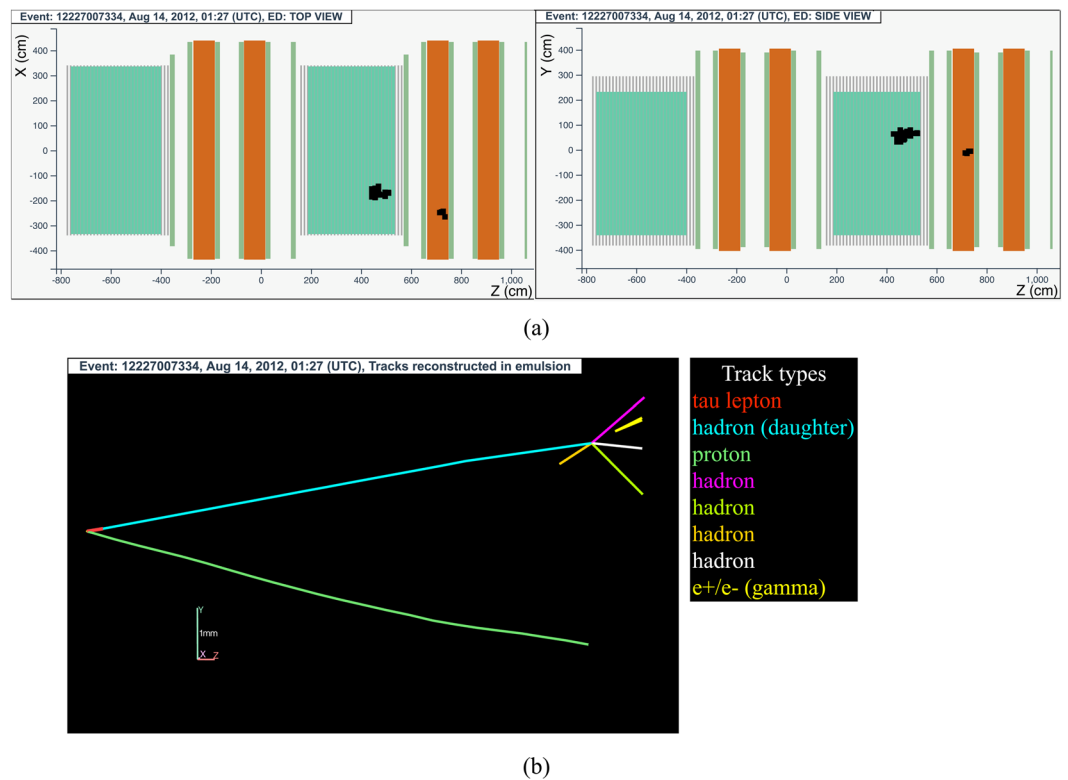 Event: 12227007334, Aug 14, 2012, 01:27 (UTC), ED: TOP VIEW
X (cm)
400
300
200
100
0
-100
-200
-300
-400
-800
-600
-400
-200
0
200
400
600
800
1,000
Z (cm)
Event: 12227007334, Aug 14, 2012, 01:27 (UTC), ED: SIDE VIEW
Y (cm)
400
300
200
100
0
-100
-200
-300
-400
-800
-600
-400
-200
0
200
400
600
800
1,000
Z (cm)
(a)
Event: 12227007334, Aug 14, 2012, 01:27 (UTC), Tracks reconstructed in emulsion
Y
1mm
X Z
Track types
tau lepton
hadron (daughter)
proton
hadron
hadron
hadron
hadron
e+/e- (gamma)
(b)